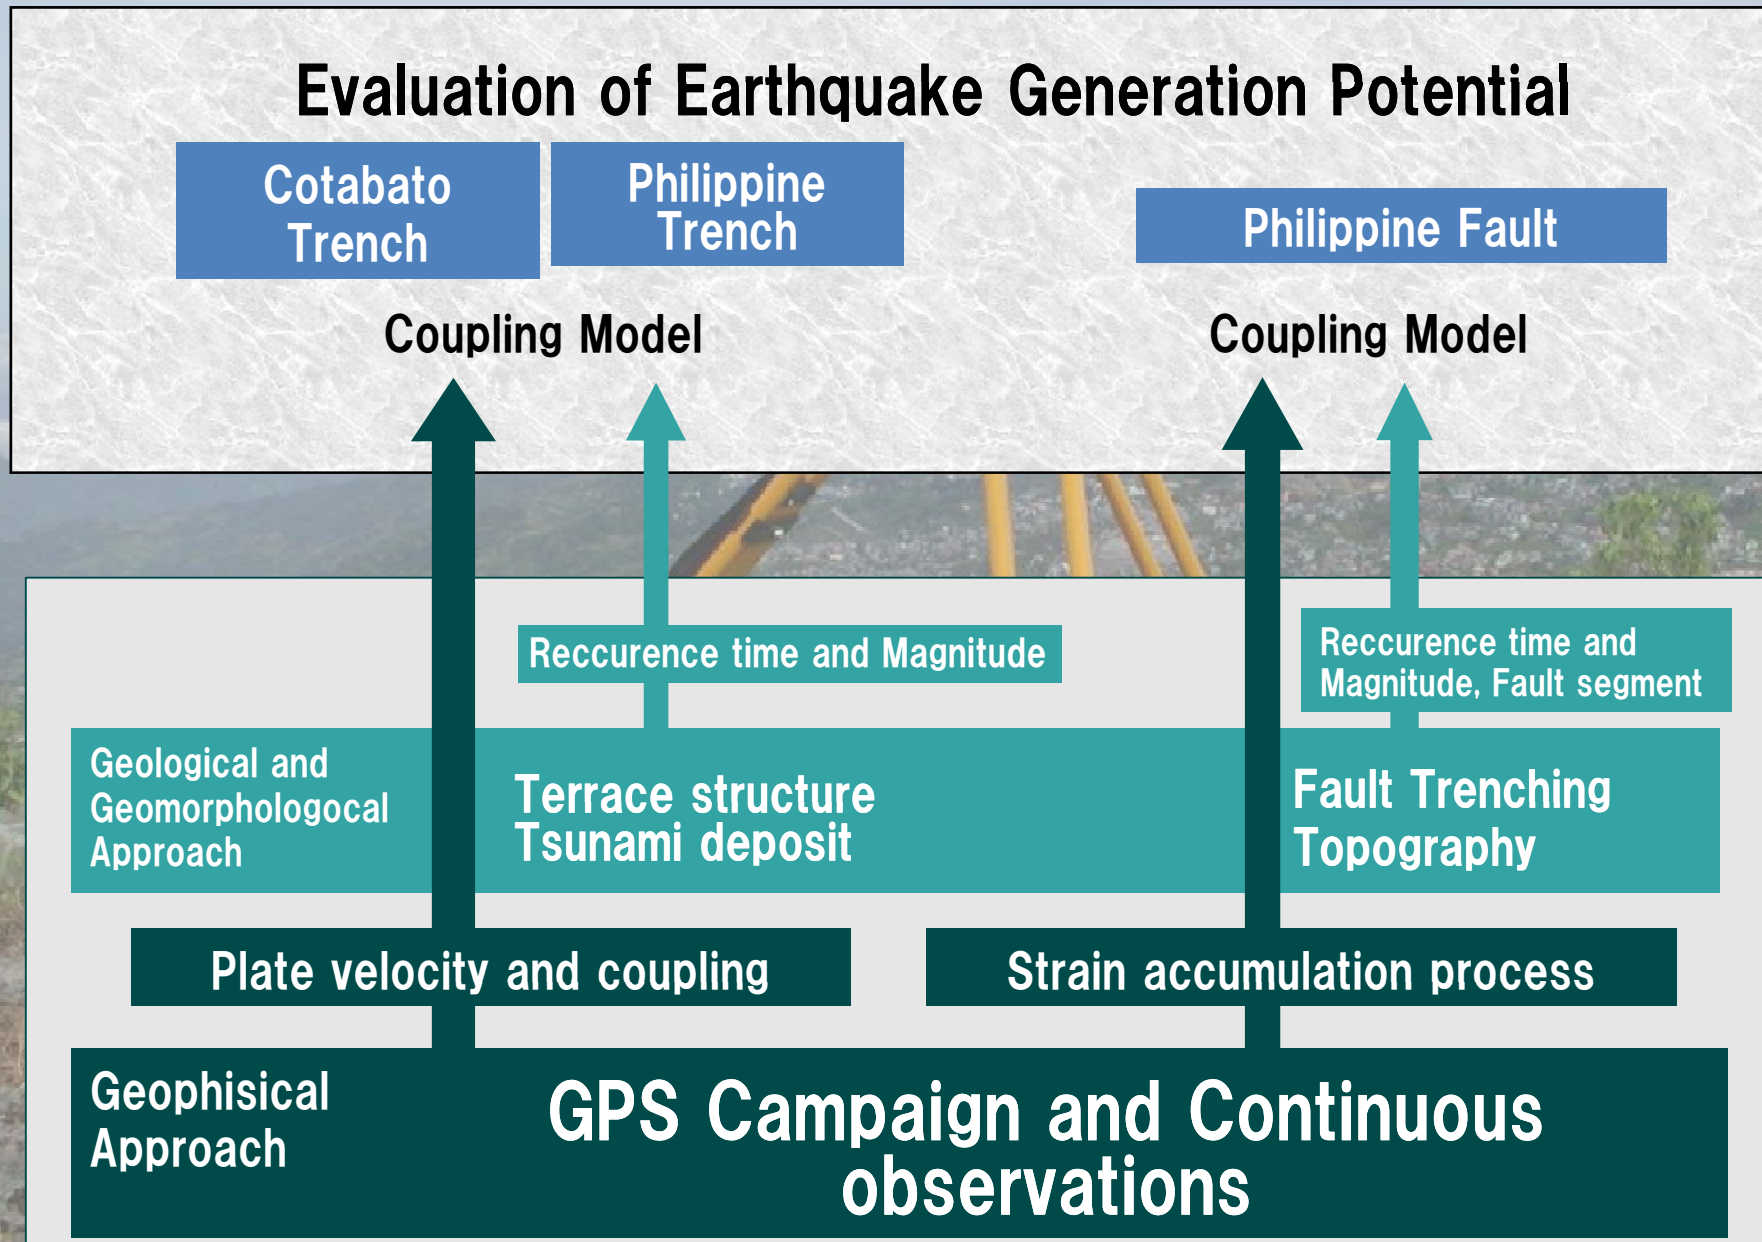 Evaluation of Earthquake Generation Potential
Cotabato
Trench
Philippine
Trench
Philippine Fault
Coupling Model
Coupling Model
Reccurence time and Magnitude
Reccurence time and
Magnitude, Fault segment
Geological and
Geomorphologocal
Approach
Terrace structure
Tsunami deposit
Fault Trenching
Topography
Plate velocity and coupling
Strain accumulation process
Geophisical
Approach
GPS Campaign and Continuous
observations